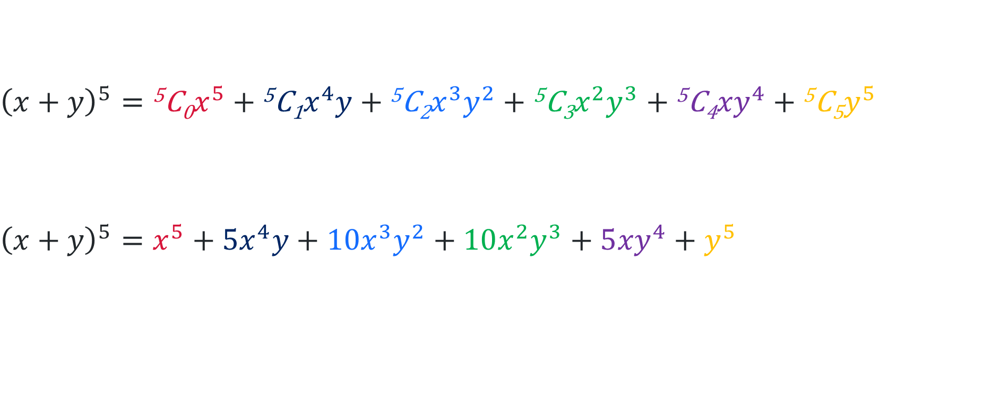 (x + y)⁵ = ⁵C₀x⁵ + ⁵C₁x⁴y + ⁵C₂x³y² + ⁵C₃x²y³ + ⁵C₄xy⁴ + ⁵C₅y⁵
(x + y)⁵ = x⁵ + 5x⁴y + 10x³y² + 10x²y³ + 5xy⁴ + y⁵